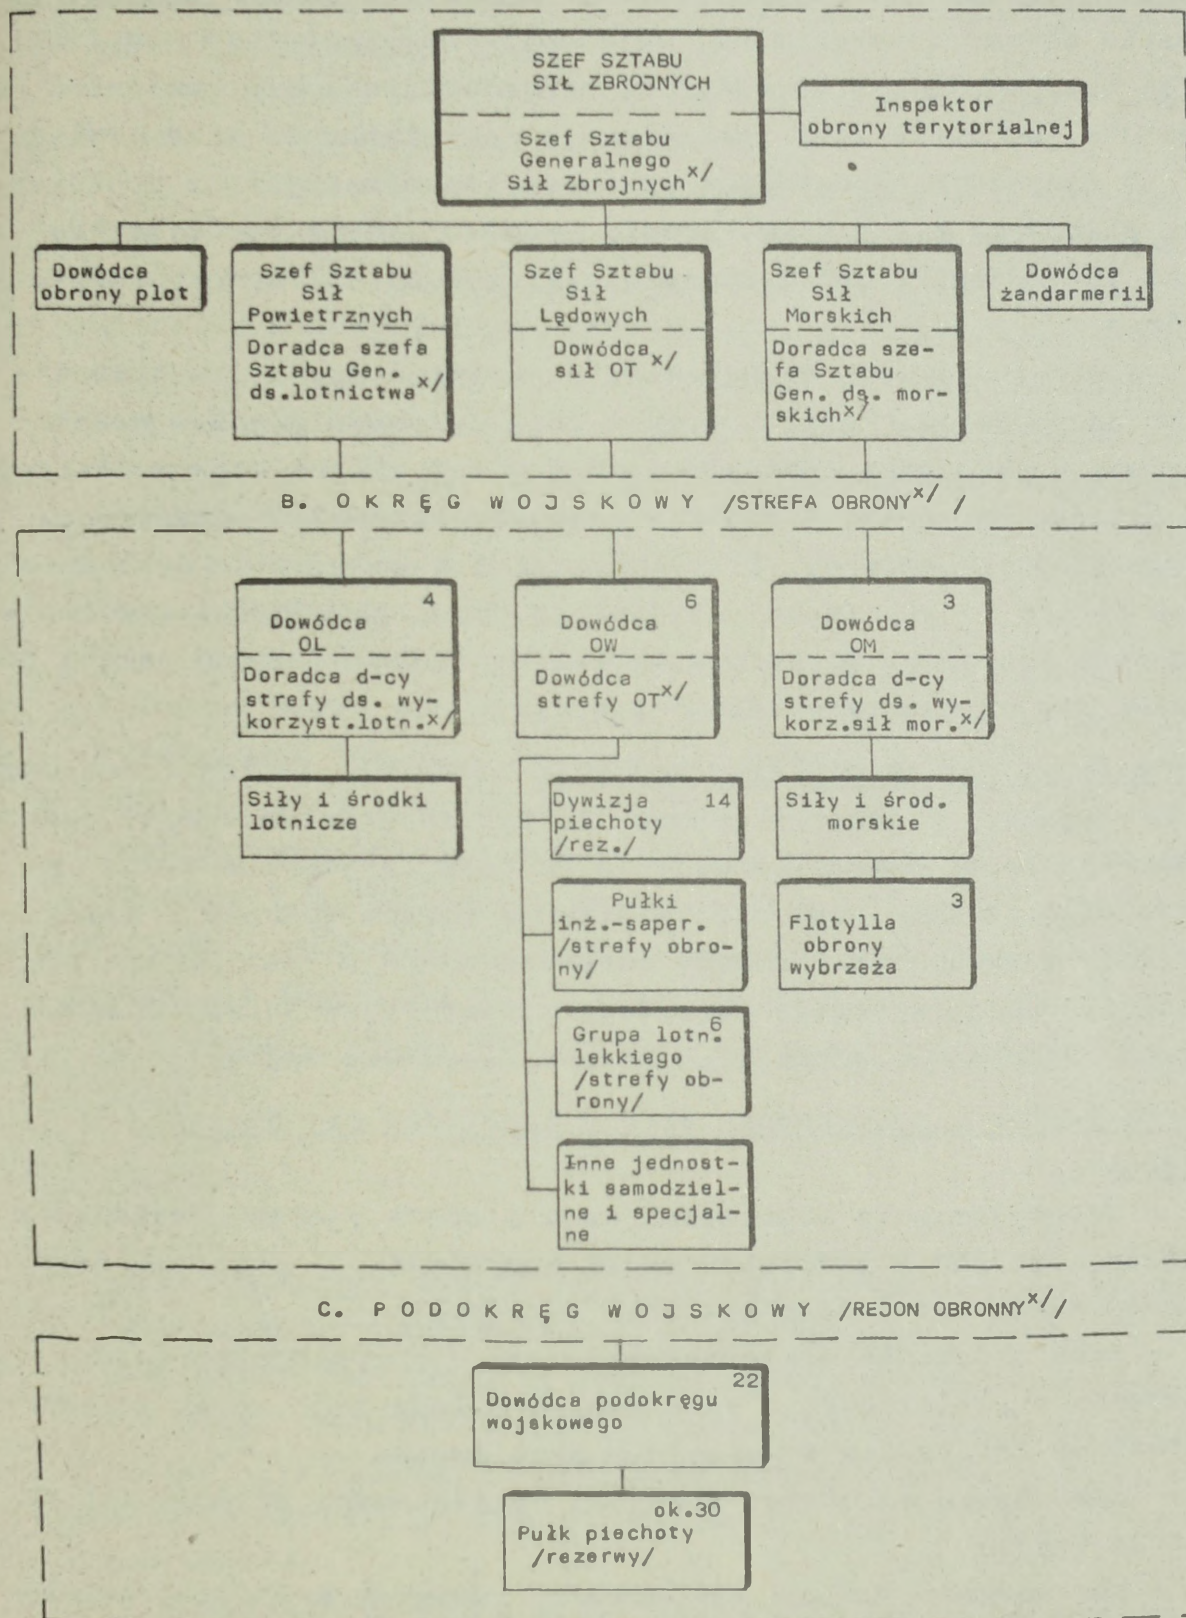 SZEF SZTABU
SIŁ ZBROJNYCH
Szef Sztabu
Generalnego
Sił Zbrojnych x/
Inspektor
obrony terytorialnej
Dowódca
obrony plot
Szef Sztabu
Sił
Powietrznych
Doradca szefa
Sztabu Gen.
ds.lotnictwa x/
Szef Sztabu
Sił
Lędowych
Dowódca
sił OT x/
Szef Sztabu
Sił
Morskich
Doradca sze-
fa Sztabu
Gen. ds. mor-
skich x/
Dowódca
żandarmerii
B. OKRĘG WOJSKOWY /STREFA OBRONY x/ /
4
Dowódca
OL
Doradca d-cy
strefy ds. wy-
korzyst.lotn. x/
Siły i środki
lotnicze
6
Dowódca
OW
Dowódca
strefy OT x/
Dywizja 14
piechoty
/rez./
Pułki
inż.-saper.
/strefy obro-
ny/
6
Grupa lotn.
lekkiego
/strefy ob-
rony/
Inne jednost-
ki samodziel-
ne i specjal-
ne
3
Dowódca
OM
Doradca d-cy
strefy ds. wy-
korz.sił mor. x/
Siły i środ.
morskie
3
Flotylla
obrony
wybrzeża
C. PODOKRĘG WOJSKOWY /REJON OBRONNY x/ /
22
Dowódca podokręgu
wojskowego
ok.30
Pułk piechoty
/rezerwy/